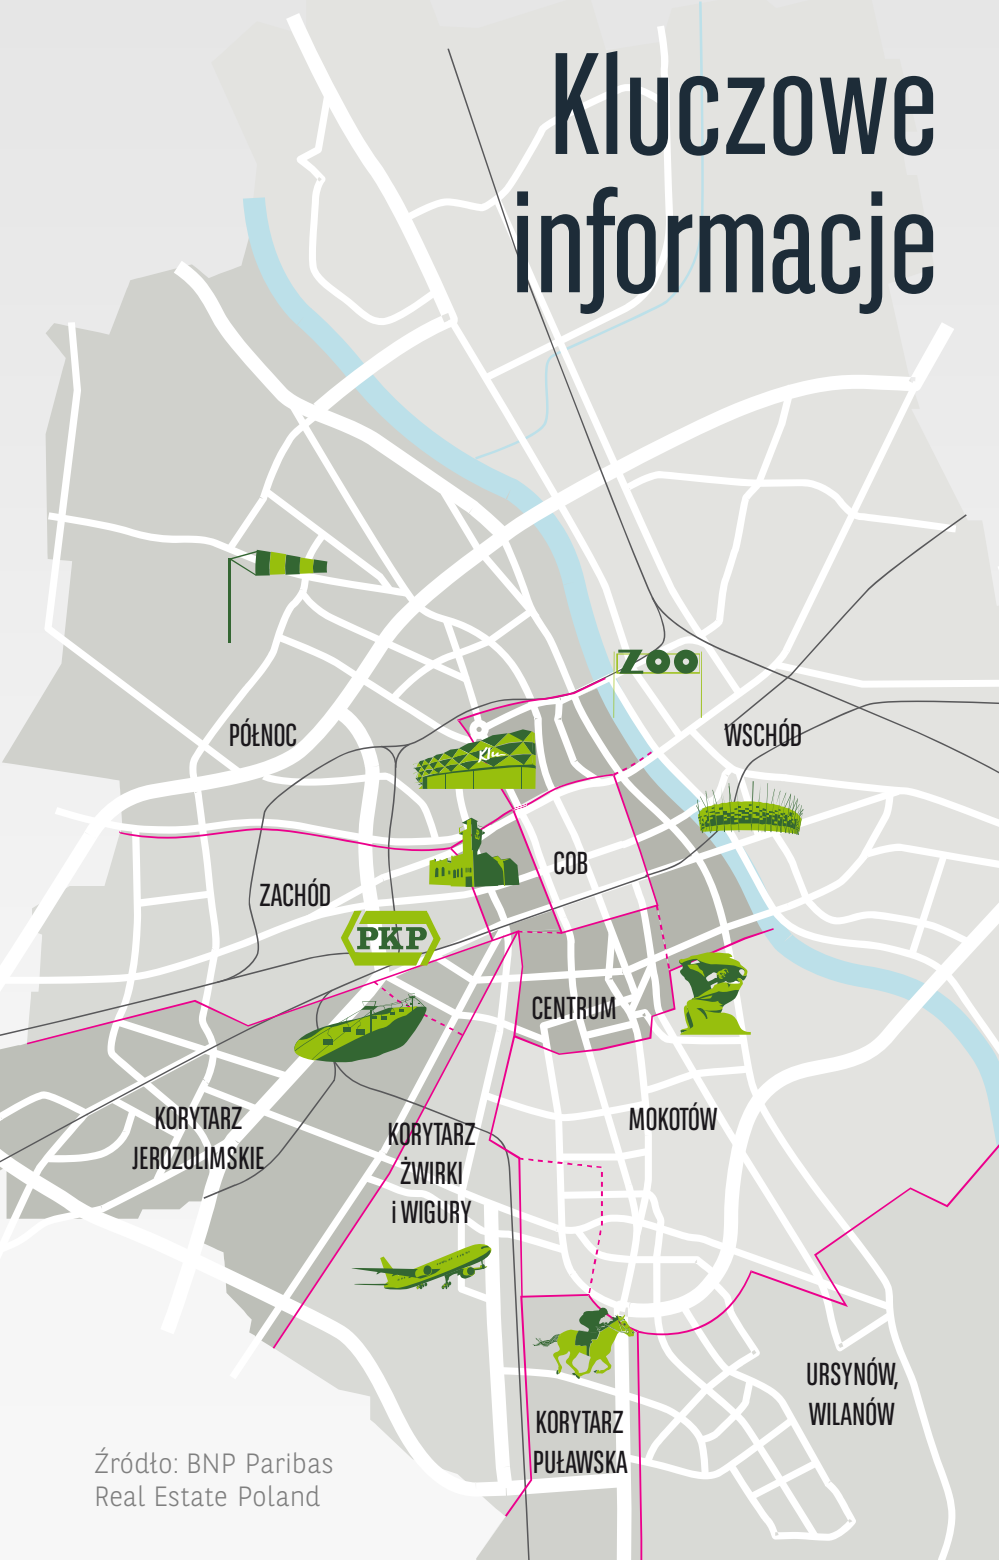 Kluczowe
informacje
ZOO
PÓŁNOC
WSCHÓD
COB
ZACHÓD
PKP
CENTRUM
KORYTARZ
JEROZOLIMSKIE
MOKOTÓW
KORYTARZ
ŻWIRKI
i WIGURY
URSYNÓW,
WILANÓW
KORYTARZ
PUŁAWSKA
Źródło: BNP Paribas
Real Estate Poland